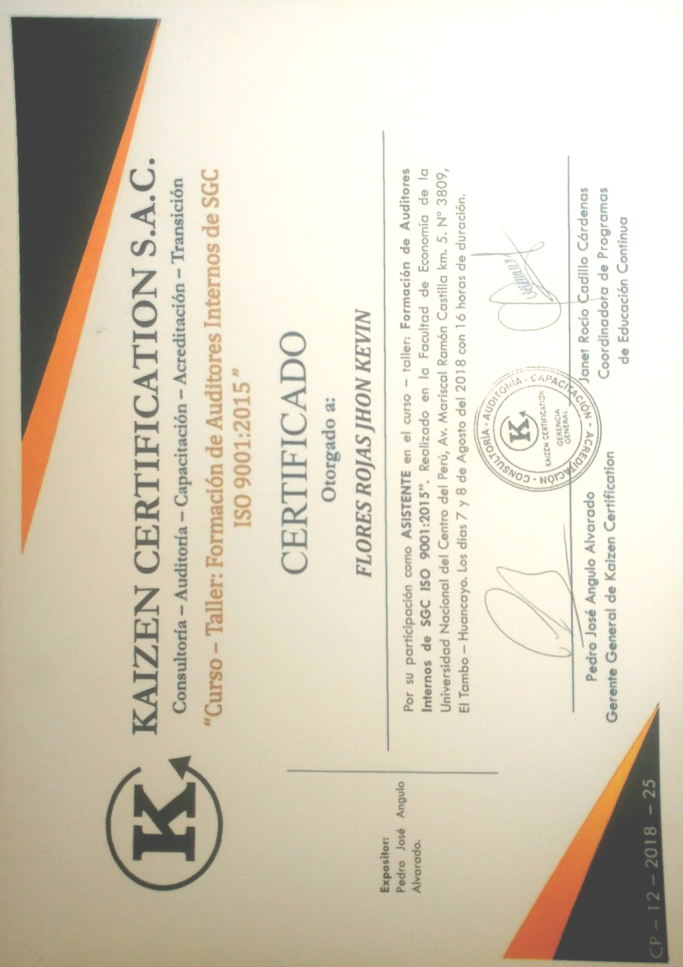 K
KAIZEN CERTIFICATION S.A.C.
Consultoría – Auditoría – Capacitación – Acreditación – Transición
"Curso – Taller: Formación de Auditores Internos de SGC
ISO 9001:2015"
CERTIFICADO
Otorgado a:
FLORES ROJAS JHON KEVIN
Expositor:
Pedro José Angulo
Alvarado.
Por su participación como ASISTENTE en el curso – taller: Formación de Auditores
Internos de SGC ISO 9001:2015". Realizado en la Facultad de Economía de la
Universidad Nacional del Centro del Perú, Av. Mariscal Ramón Castilla km. 5. N° 3809,
El Tambo – Huancayo. Los días 7 y 8 de Agosto del 2018 con 16 horas de duración.
CONSULTORÍA - AUDITORIA - CAPACITACIÓN - ACREDITACIÓN -
K
KAIZEN CERTIFICATION
GERENCIA
GENERAL
Pedro José Angulo Alvarado
Gerente General de Kaizen Certification
Janet Rocio Cadillo Cárdenas
Coordinadora de Programas
de Educación Continua
CP – 12 – 2018 – 25